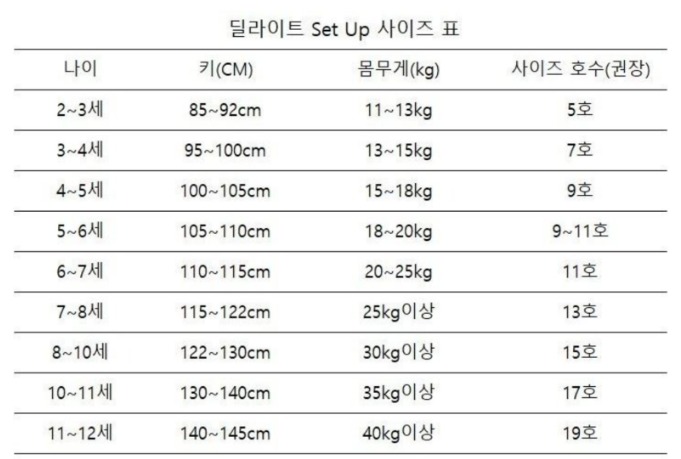 딜라이트 Set Up 사이즈 표
나이 키(CM) 몸무게(kg) 사이즈 호수(권장)
2~3세 85~92cm 11~13kg 5호
3~4세 95~100cm 13~15kg 7호
4~5세 100~105cm 15~18kg 9호
5~6세 105~110cm 18~20kg 9~11호
6~7세 110~115cm 20~25kg 11호
7~8세 115~122cm 25kg이상 13호
8~10세 122~130cm 30kg이상 15호
10~11세 130~140cm 35kg이상 17호
11~12세 140~145cm 40kg이상 19호